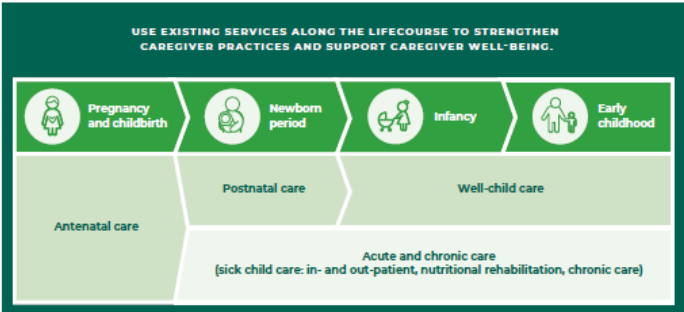 USE EXISTING SERVICES ALONG THE LIFECOURSE TO STRENGTHEN
CAREGIVER PRACTICES AND SUPPORT CAREGIVER WELL-BEING.
Pregnancy
and childbirth
Newborn
period
Infancy
Early
childhood
Antenatal care
Postnatal care
Well-child care
Acute and chronic care
(sick child care: in- and out-patient, nutritional rehabilitation, chronic care)